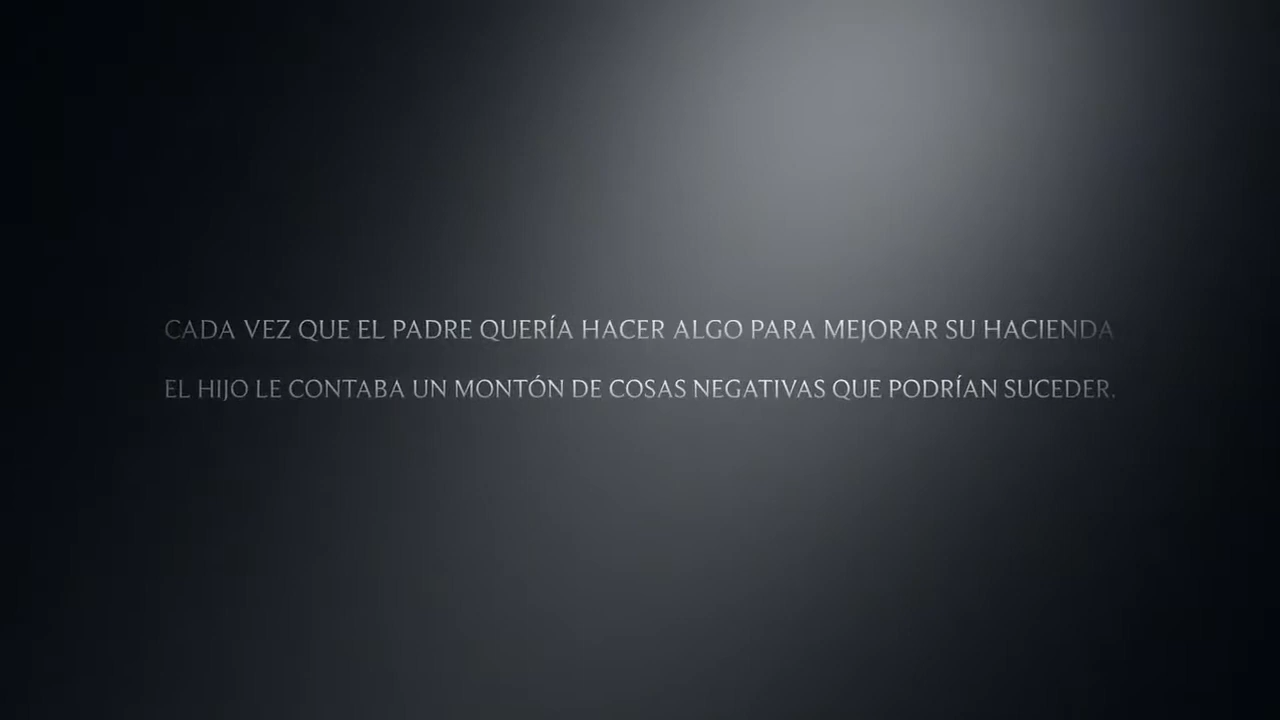 CADA VEZ QUE EL PADRE QUERÍA HACER ALGO PARA MEJORAR SU HACIENDA
EL HIJO LE CONTABA UN MONTÓN DE COSAS NEGATIVAS QUE PODRÍAN SUCEDER.